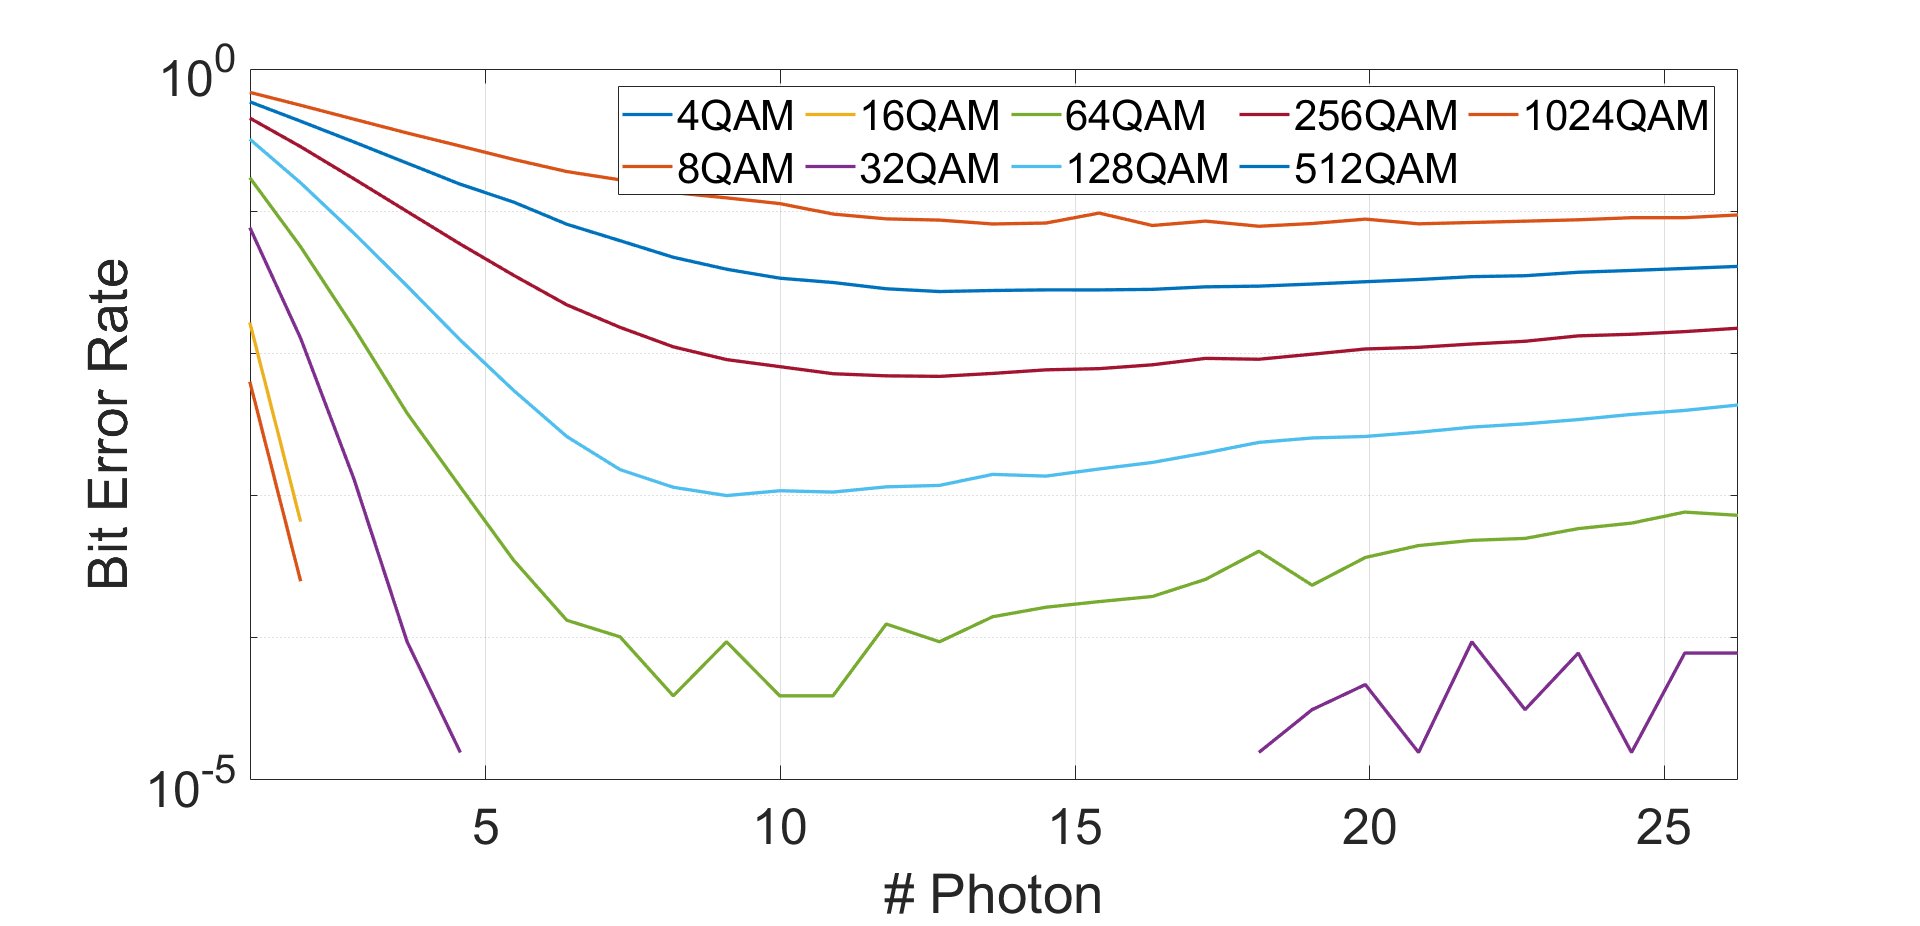 10^0
4QAM 16QAM 64QAM 256QAM 1024QAM
8QAM 32QAM 128QAM 512QAM
Bit Error Rate
10^-5
5 10 15 20 25
# Photon